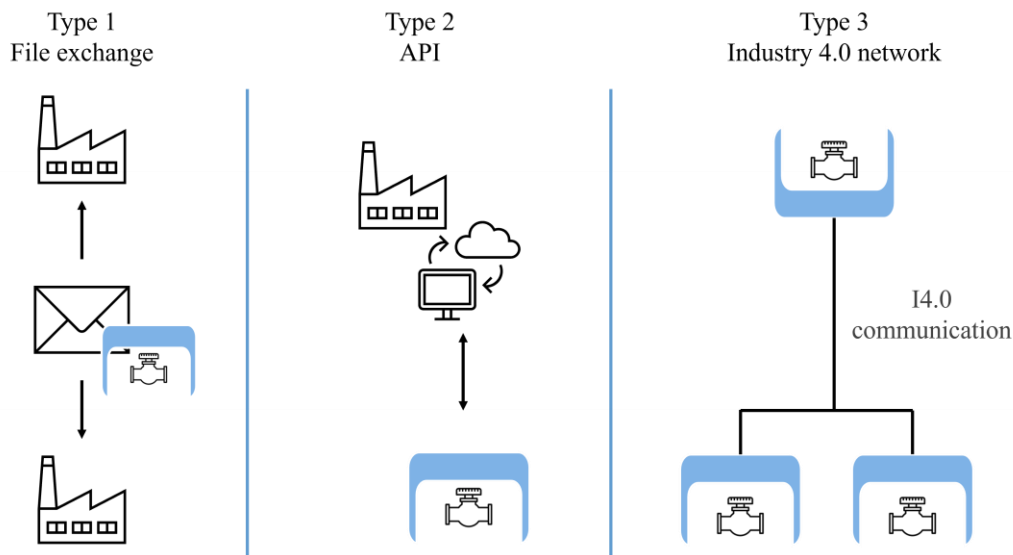 Type 1
File exchange
Type 2
API
Type 3
Industry 4.0 network
I4.0
communication